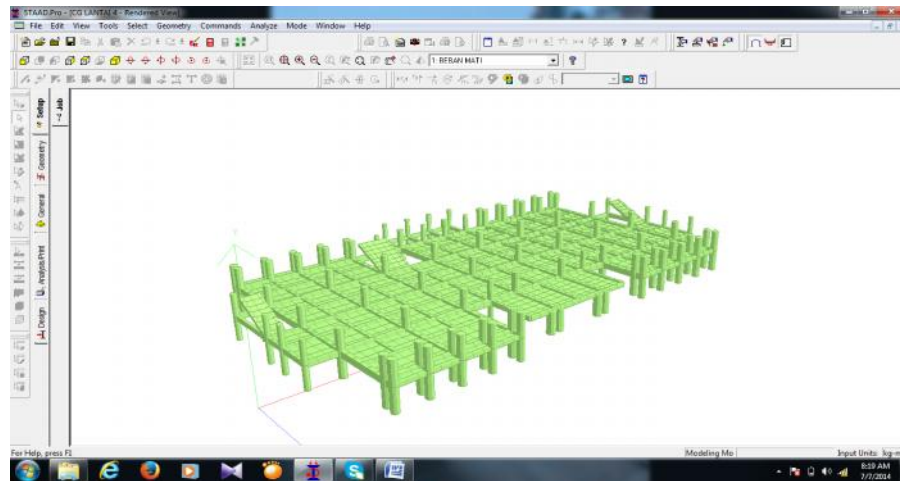 STAAD.Pro - [CG LANTAI 4 - Rendered View]
File Edit View Tools Select Geometry Commands Analyze Mode Window Help
1: BEBAN MATI
Setup
Geometry
General
Analysis/Print
Design
Job
Y
For Help, press F1
Modeling Mo
Input Units: kg-m
8:19 AM
7/7/2014